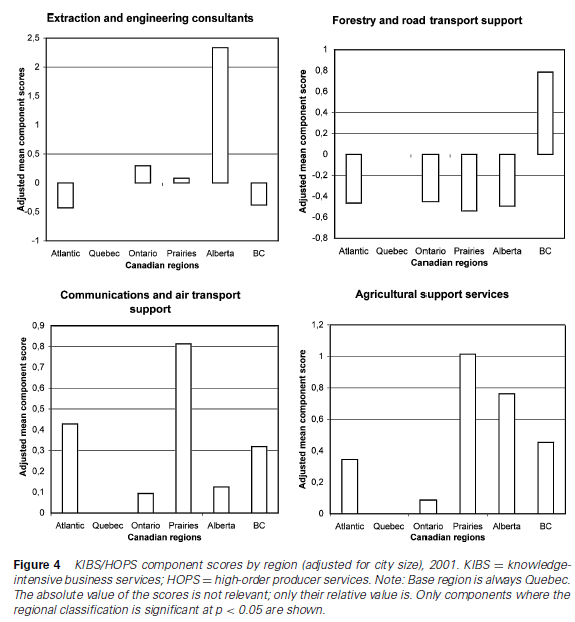 Extraction and engineering consultants
Adjusted mean component scores
2,5
2
1,5
1
0,5
0
-0,5
-1
Atlantic Quebec Ontario Prairies Alberta BC
Canadian regions
Forestry and road transport support
Adjusted mean component scores
1
0,8
0,6
0,4
0,2
0
-0,2
-0,4
-0,6
-0,8
Atlantic Quebec Ontario Prairies Alberta BC
Canadian regions
Communications and air transport
support
Adjusted mean component score
0,9
0,8
0,7
0,6
0,5
0,4
0,3
0,2
0,1
0
Atlantic Quebec Ontario Prairies Alberta BC
Canadian regions
Agricultural support services
Adjusted mean component score
1,2
1
0,8
0,6
0,4
0,2
0
Atlantic Quebec Ontario Prairies Alberta BC
Canadian regions
Figure 4 KIBS/HOPS component scores by region (adjusted for city size), 2001. KIBS = knowledge-
intensive business services; HOPS = high-order producer services. Note: Base region is always Quebec.
The absolute value of the scores is not relevant; only their relative value is. Only components where the
regional classification is significant at p < 0.05 are shown.